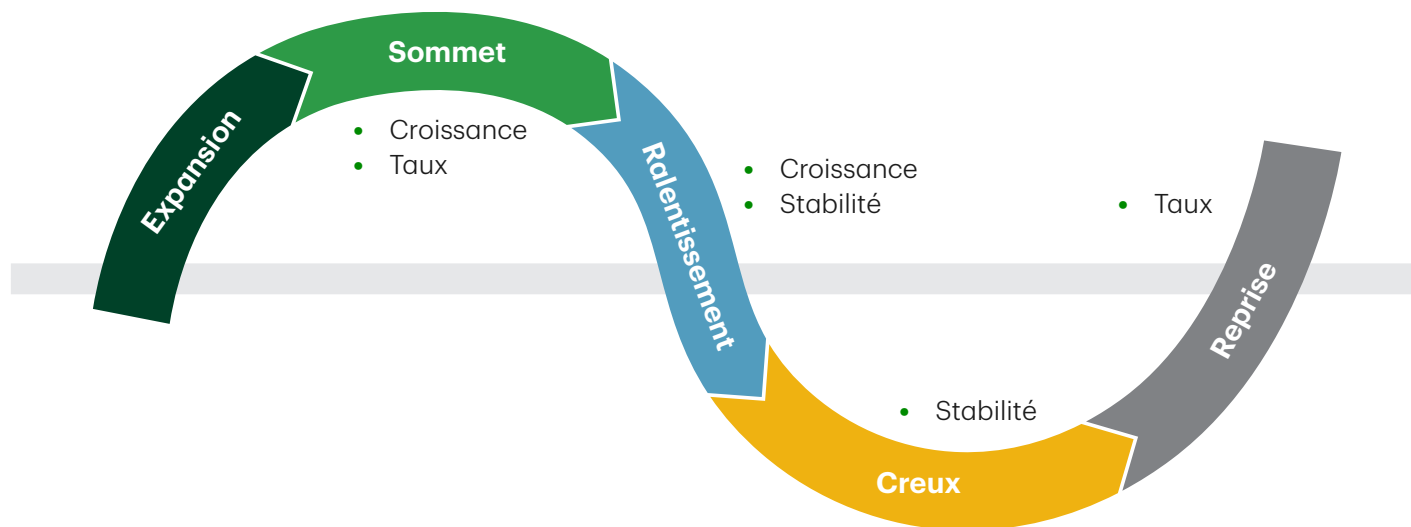 Expansion
Sommet
Croissance
Taux
Ralentissement
Croissance
Stabilité
Creux
Stabilité
Reprise
Taux